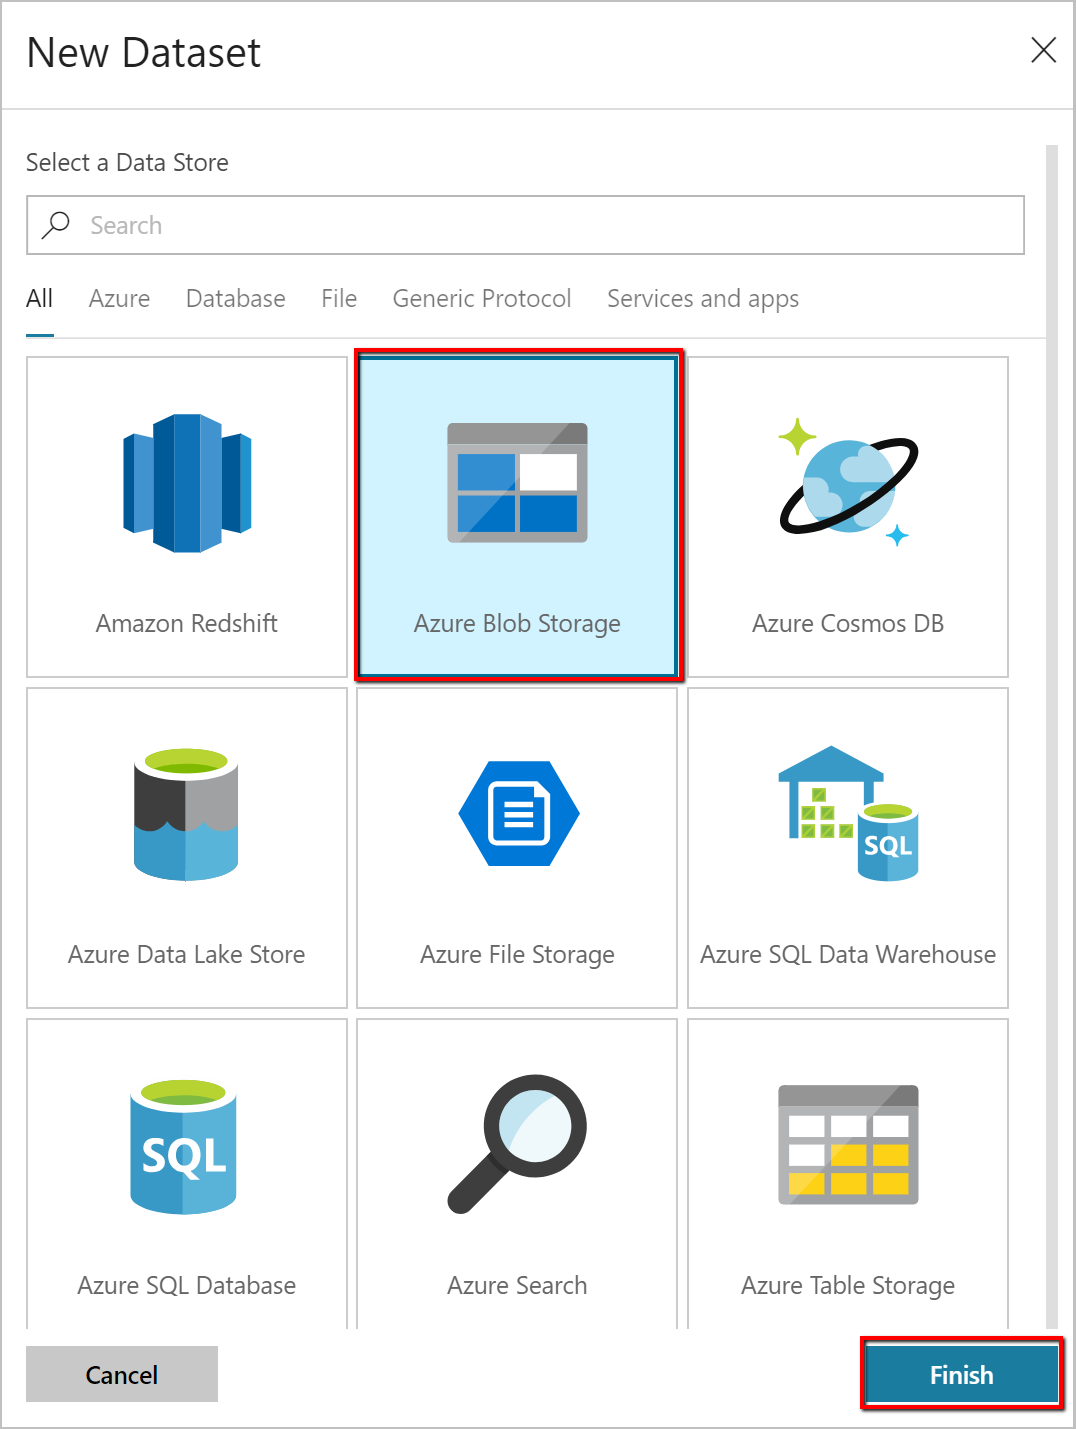 New Dataset
Select a Data Store
Search
All Azure Database File Generic Protocol Services and apps
Amazon Redshift Azure Blob Storage Azure Cosmos DB
SQL
Azure Data Lake Store Azure File Storage Azure SQL Data Warehouse
SQL
Azure SQL Database Azure Search Azure Table Storage
Cancel Finish